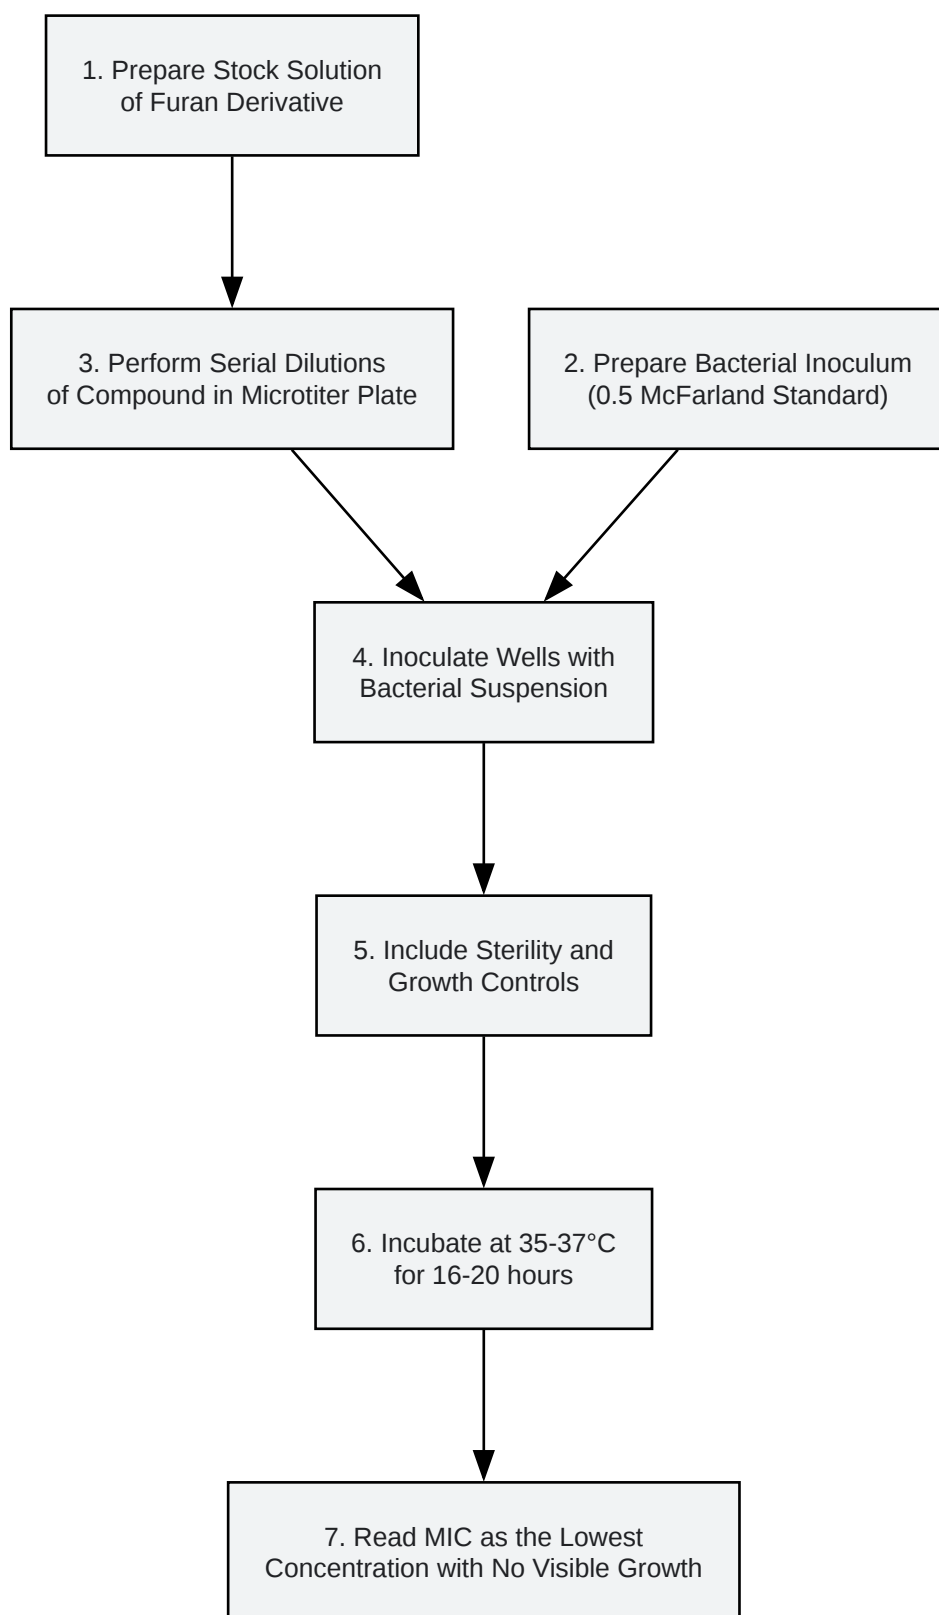 1. Prepare Stock Solution
of Furan Derivative
3. Perform Serial Dilutions
of Compound in Microtiter Plate
2. Prepare Bacterial Inoculum
(0.5 McFarland Standard)
4. Inoculate Wells with
Bacterial Suspension
5. Include Sterility and
Growth Controls
6. Incubate at 35-37°C
for 16-20 hours
7. Read MIC as the Lowest
Concentration with No Visible Growth